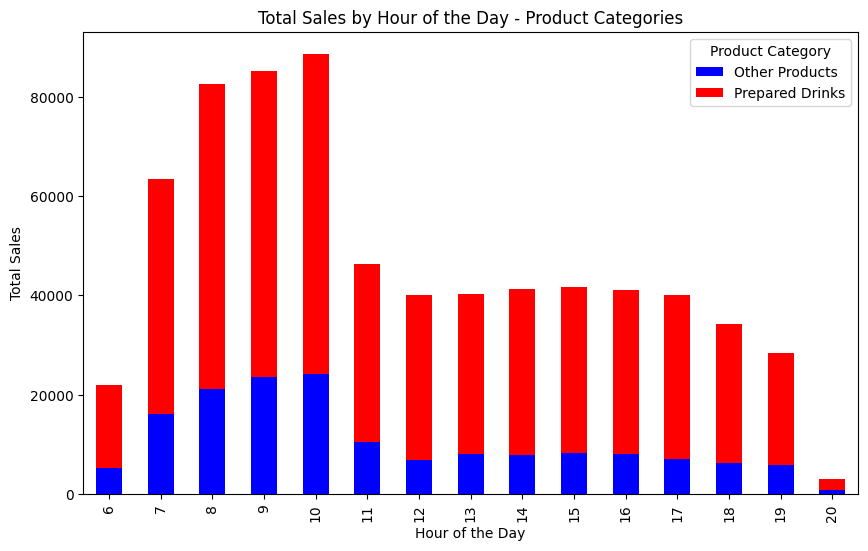 Total Sales by Hour of the Day - Product Categories
Product Category
Other Products
Prepared Drinks
Total Sales
80000
60000
40000
20000
0
6 7 8 9 10 11 12 13 14 15 16 17 18 19 20
Hour of the Day